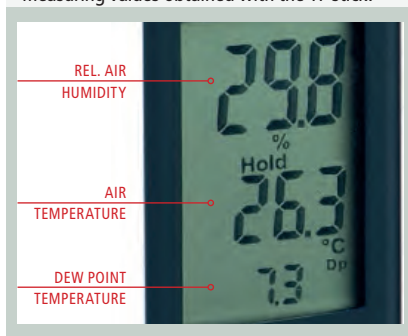 REL. AIR
HUMIDITY
29.8
%
Hold
AIR
TEMPERATURE
26.3
°C
Dp
DEW POINT
TEMPERATURE
7.3